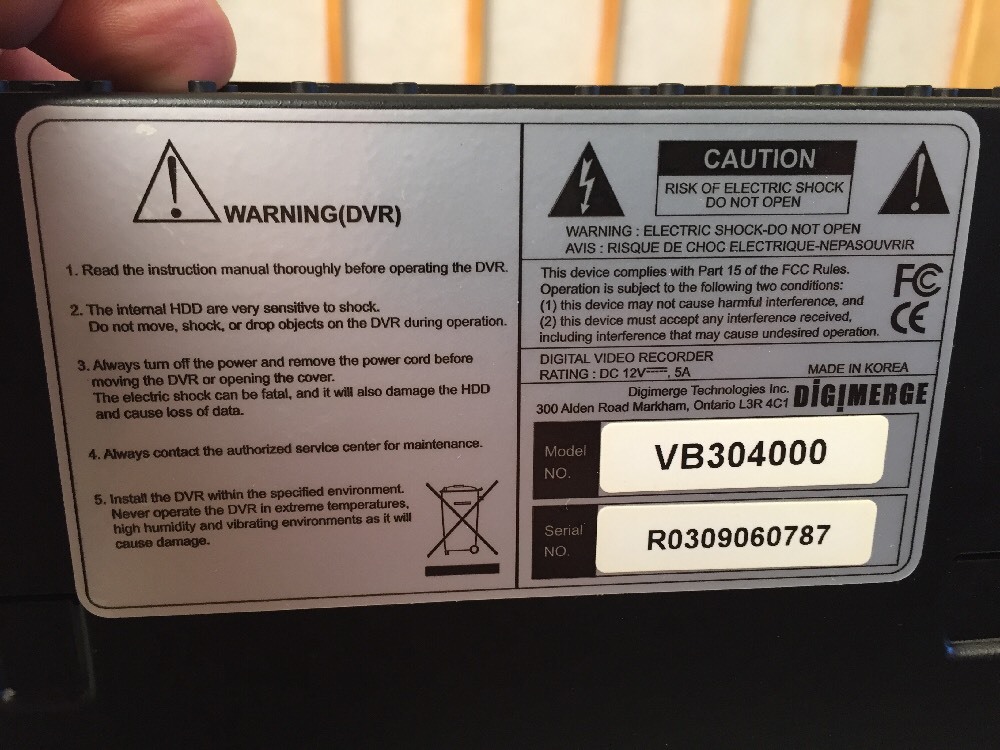 WARNING(DVR)
1. Read the instruction manual thoroughly before operating the DVR.
2. The internal HDD are very sensitive to shock.
Do not move, shock, or drop objects on the DVR during operation.
3. Always turn off the power and remove the power cord before
moving the DVR or opening the cover.
The electric shock can be fatal, and it will also damage the HDD
and cause loss of data.
4. Always contact the authorized service center for maintenance.
5. Install the DVR within the specified environment.
Never operate the DVR in extreme temperatures,
high humidity and vibrating environments as it will
cause damage.
CAUTION
RISK OF ELECTRIC SHOCK
DO NOT OPEN
WARNING : ELECTRIC SHOCK-DO NOT OPEN
AVIS : RISQUE DE CHOC ELECTRIQUE-NEPASOUVRIR
This device complies with Part 15 of the FCC Rules.
Operation is subject to the following two conditions:
(1) this device may not cause harmful interference, and
(2) this device must accept any interference received,
including interference that may cause undesired operation.
FC
CE
DIGITAL VIDEO RECORDER
RATING : DC 12V⎓, 5A
MADE IN KOREA
Digimerge Technologies Inc.
300 Alden Road Markham, Ontario L3R 4C1
DIG!MERGE
Model
NO.
VB304000
Serial
NO.
R0309060787